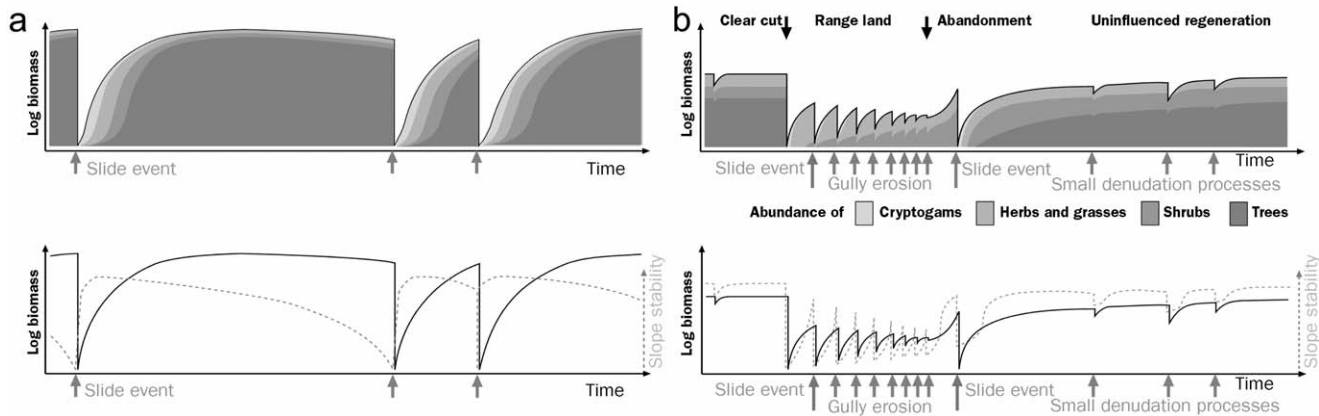 a
Log biomass
Slide event
Time
b
Clear cut Range land Abandonment Uninfluenced regeneration
Log biomass
Time
Slide event Gully erosion Slide event Small denudation processes
Abundance of Cryptogams Herbs and grasses Shrubs Trees
Log biomass
Slope stability
Slide event
Time
Log biomass
Slope stability
Time
Slide event Gully erosion Slide event Small denudation processes